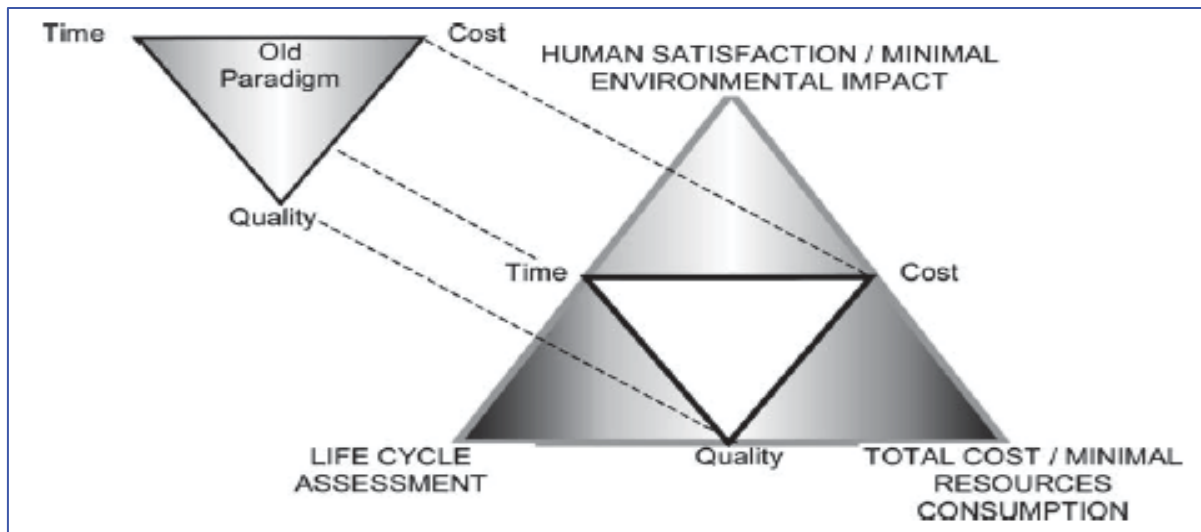 Time
Old
Paradigm
Cost
Quality
HUMAN SATISFACTION / MINIMAL
ENVIRONMENTAL IMPACT
Time
Cost
Quality
LIFE CYCLE
ASSESSMENT
TOTAL COST / MINIMAL
RESOURCES
CONSUMPTION